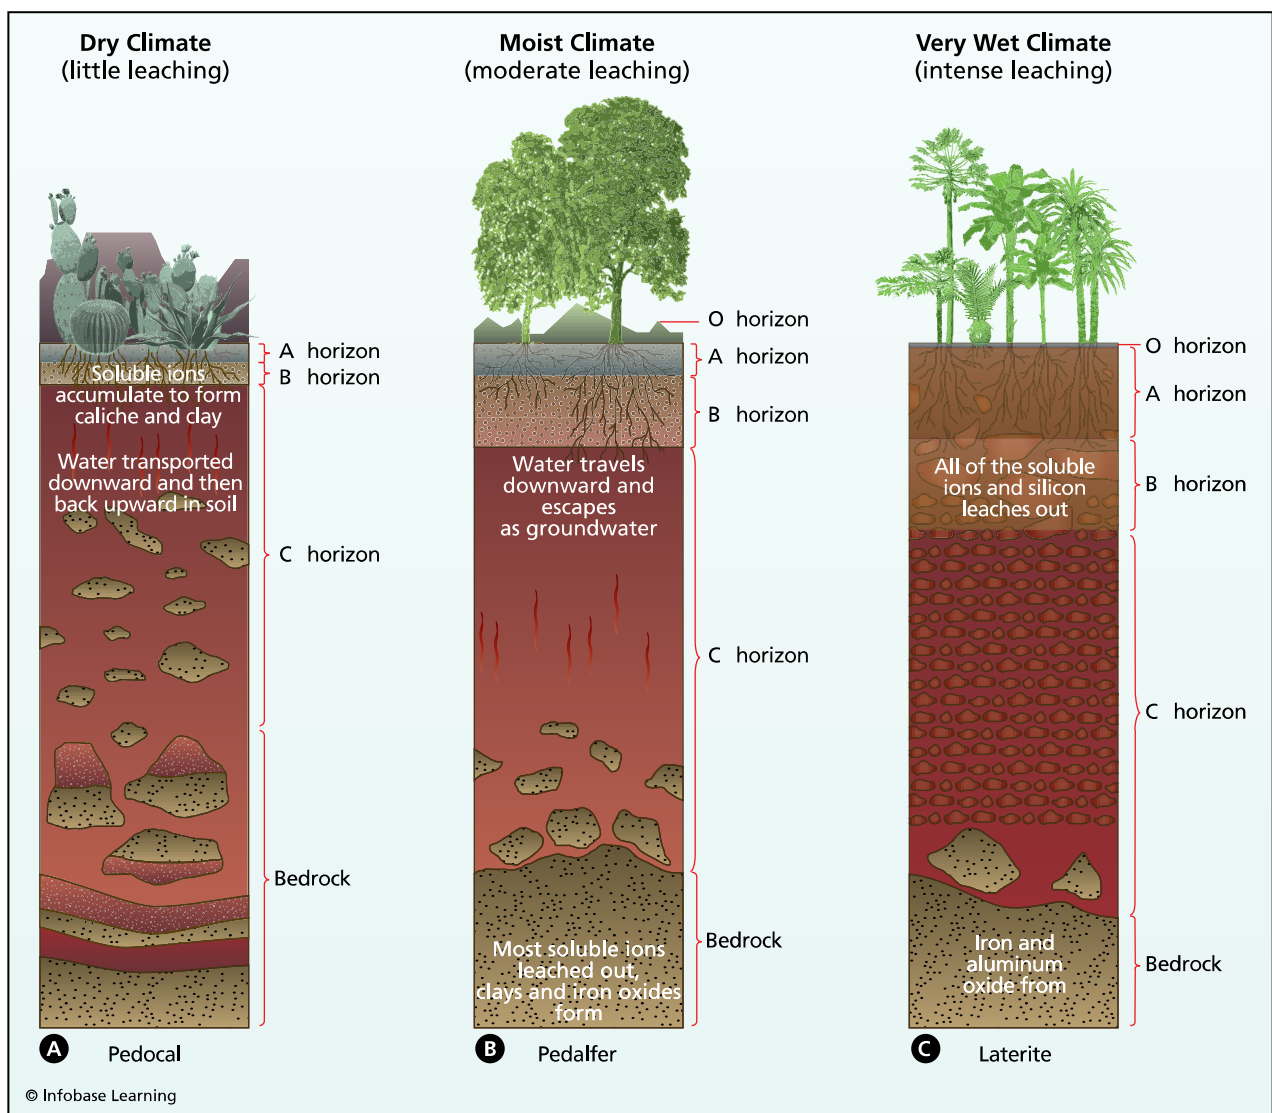 Dry Climate
(little leaching)
A horizon
B horizon
Soluble ions
accumulate to form
caliche and clay
Water transported
downward and then
back upward in soil
C horizon
Bedrock
A Pedocal
Moist Climate
(moderate leaching)
O horizon
A horizon
B horizon
Water travels
downward and
escapes
as groundwater
C horizon
Bedrock
Most soluble ions
leached out,
clays and iron oxides
form
B Pedalfer
Very Wet Climate
(intense leaching)
O horizon
A horizon
All of the soluble
ions and silicon
leaches out
B horizon
C horizon
Iron and
aluminum
oxide from
Bedrock
C Laterite
© Infobase Learning